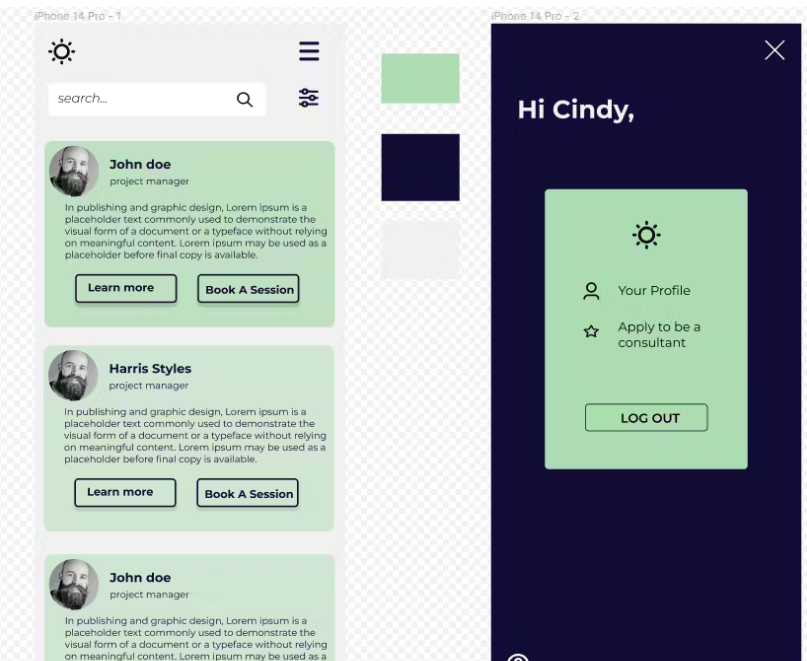 iPhone 14 Pro - 1
search...
John doe
project manager
In publishing and graphic design, Lorem ipsum is a
placeholder text commonly used to demonstrate the
visual form of a document or a typeface without relying
on meaningful content. Lorem ipsum may be used as a
placeholder before final copy is available.
Learn more
Book A Session
Harris Styles
project manager
In publishing and graphic design, Lorem ipsum is a
placeholder text commonly used to demonstrate the
visual form of a document or a typeface without relying
on meaningful content. Lorem ipsum may be used as a
placeholder before final copy is available.
Learn more
Book A Session
John doe
project manager
In publishing and graphic design, Lorem ipsum is a
placeholder text commonly used to demonstrate the
visual form of a document or a typeface without relying
on meaningful content. Lorem ipsum may be used as a
iPhone 14 Pro - 2
Hi Cindy,
Your Profile
Apply to be a
consultant
LOG OUT